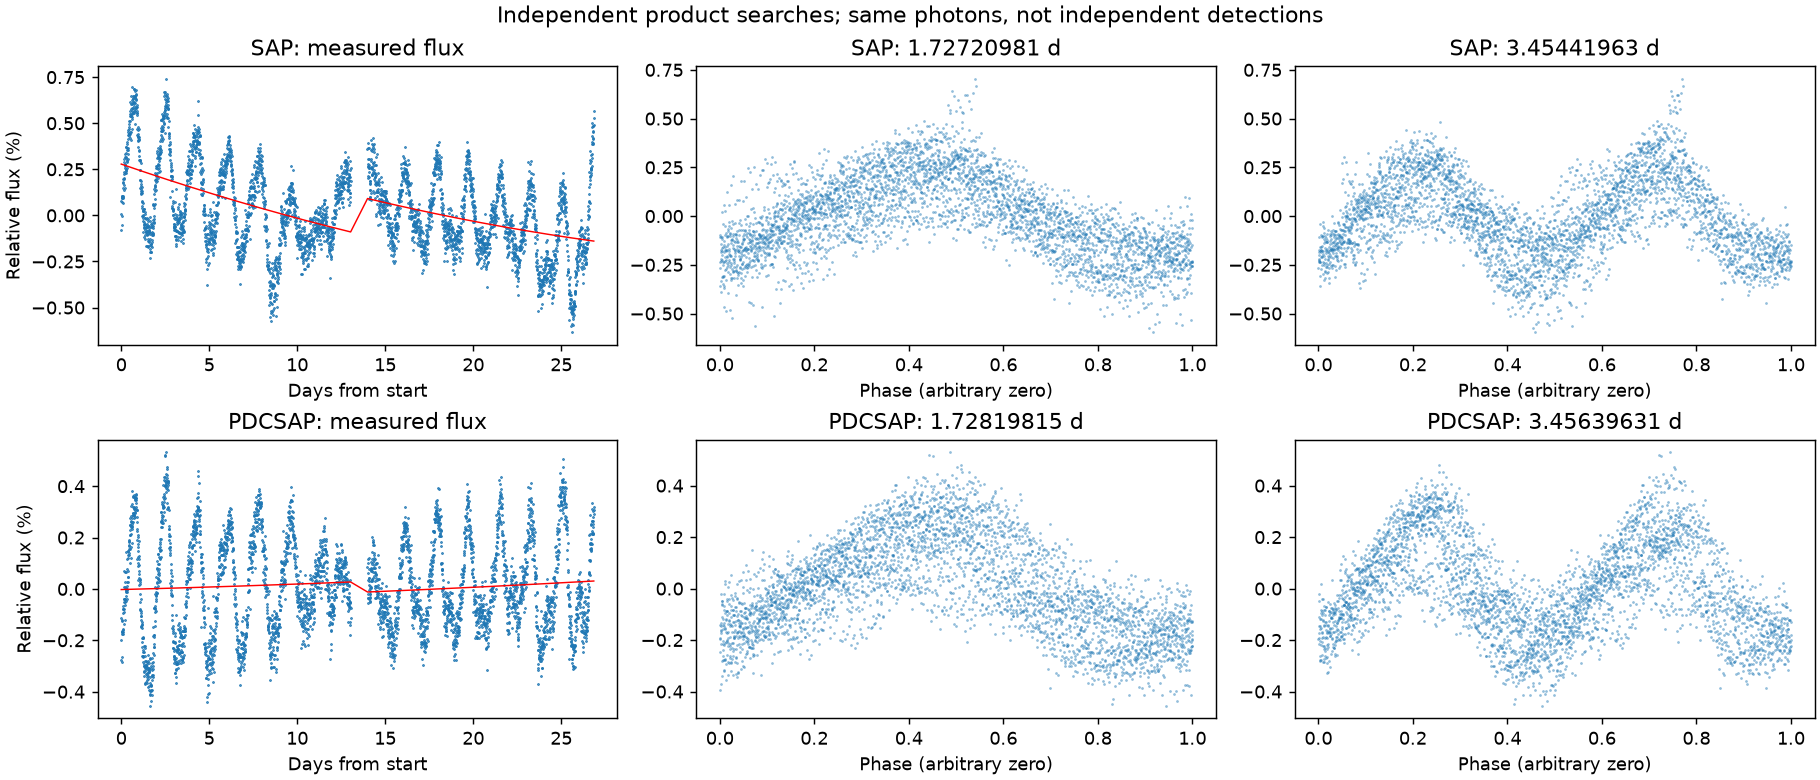 Independent product searches; same photons, not independent detections
SAP: measured flux
SAP: 1.72720981 d
SAP: 3.45441963 d
Relative flux (%)
0.75
0.50
0.25
0.00
−0.25
−0.50
0 5 10 15 20 25
Days from start
0.75
0.50
0.25
0.00
−0.25
−0.50
0.0 0.2 0.4 0.6 0.8 1.0
Phase (arbitrary zero)
0.75
0.50
0.25
0.00
−0.25
−0.50
0.0 0.2 0.4 0.6 0.8 1.0
Phase (arbitrary zero)
PDCSAP: measured flux
PDCSAP: 1.72819815 d
PDCSAP: 3.45639631 d
Relative flux (%)
0.4
0.2
0.0
−0.2
−0.4
0 5 10 15 20 25
Days from start
0.4
0.2
0.0
−0.2
−0.4
0.0 0.2 0.4 0.6 0.8 1.0
Phase (arbitrary zero)
0.4
0.2
0.0
−0.2
−0.4
0.0 0.2 0.4 0.6 0.8 1.0
Phase (arbitrary zero)